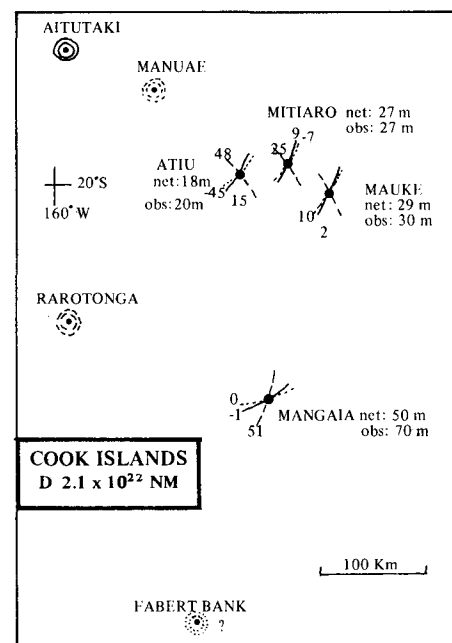 AITUTAKI
MANUAE
MITIARO net: 27 m
obs: 27 m
9 -7
25
48
ATIU
net:18m
-45 15
obs:20m
20°S
160° W
MAUKE
net: 29 m
obs: 30 m
10
2
RAROTONGA
0
-1
51
MANGAIA net: 50 m
obs: 70 m
COOK ISLANDS
D 2.1 x 10²² NM
100 Km
FABERT BANK ?